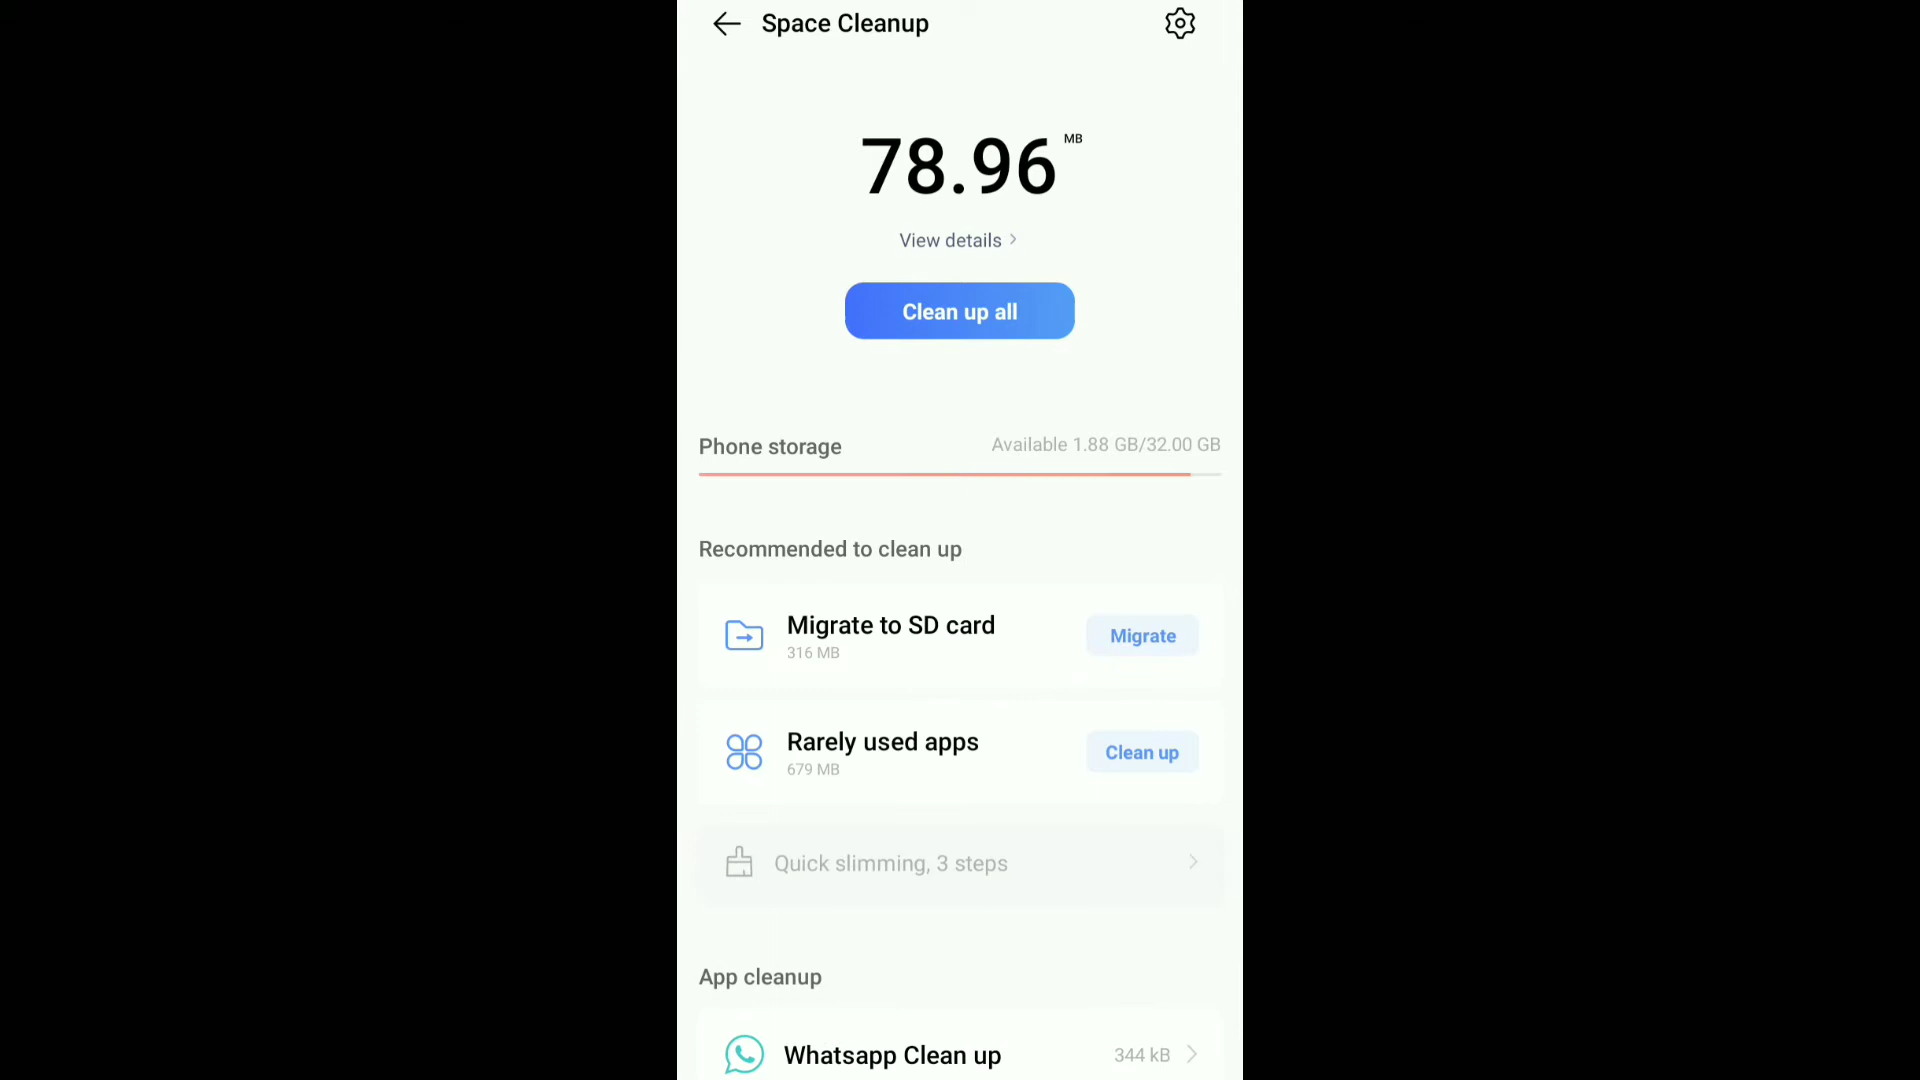 Space Cleanup
78.96 MB
View details
Clean up all
Phone storage
Available 1.88 GB/32.00 GB
Recommended to clean up
Migrate to SD card
316 MB
Migrate
Rarely used apps
679 MB
Clean up
Quick slimming, 3 steps
App cleanup
Whatsapp Clean up
344 kB